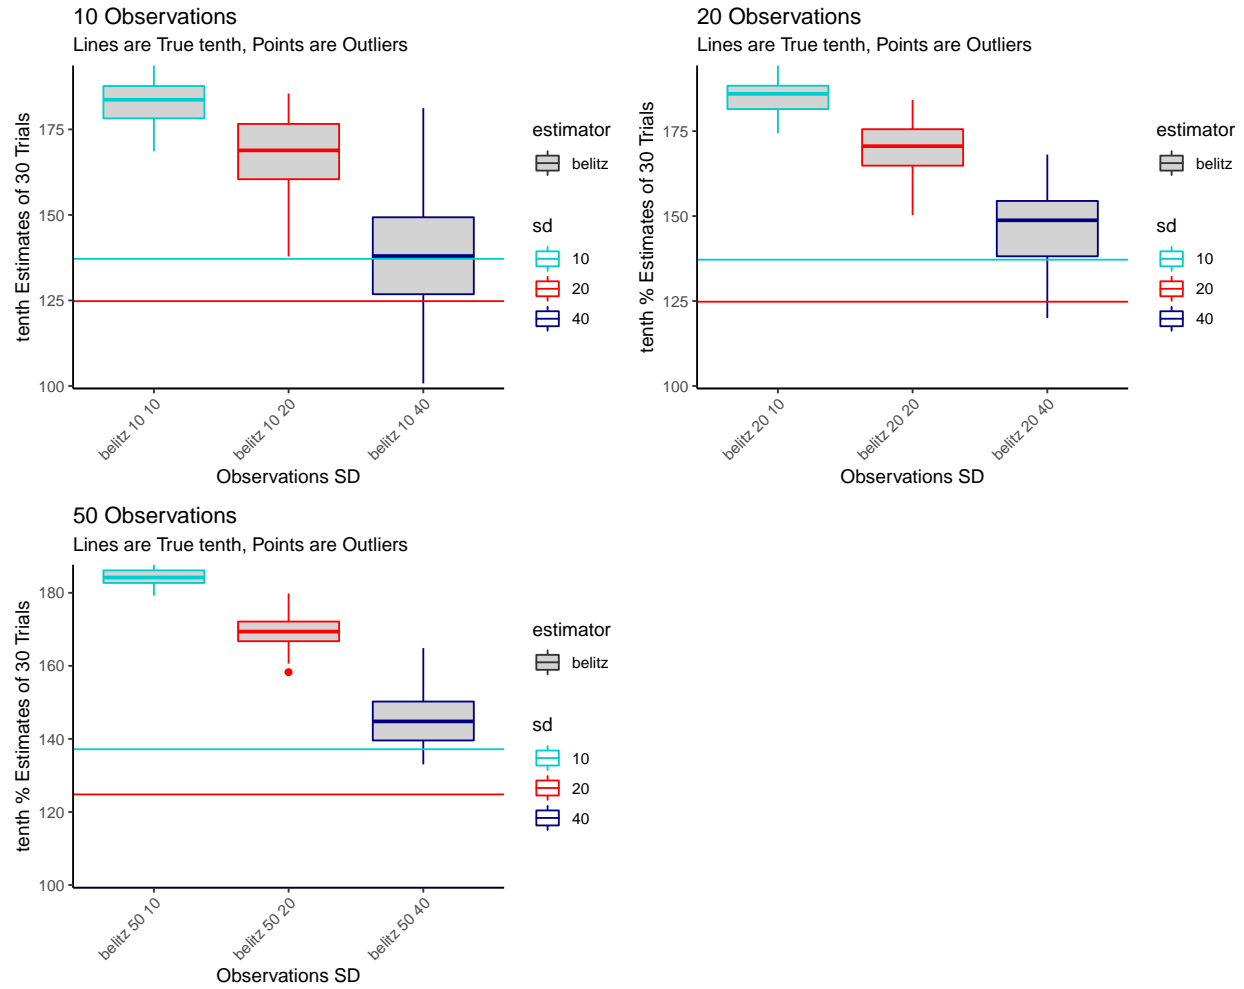 10 Observations
Lines are True tenth, Points are Outliers
tenth Estimates of 30 Trials
175
150
125
100
belitz 10 10
belitz 10 20
belitz 10 40
Observations SD
estimator
belitz
sd
10
20
40
20 Observations
Lines are True tenth, Points are Outliers
tenth % Estimates of 30 Trials
175
150
125
100
belitz 20 10
belitz 20 20
belitz 20 40
Observations SD
estimator
belitz
sd
10
20
40
50 Observations
Lines are True tenth, Points are Outliers
tenth % Estimates of 30 Trials
180
160
140
120
100
belitz 50 10
belitz 50 20
belitz 50 40
Observations SD
estimator
belitz
sd
10
20
40